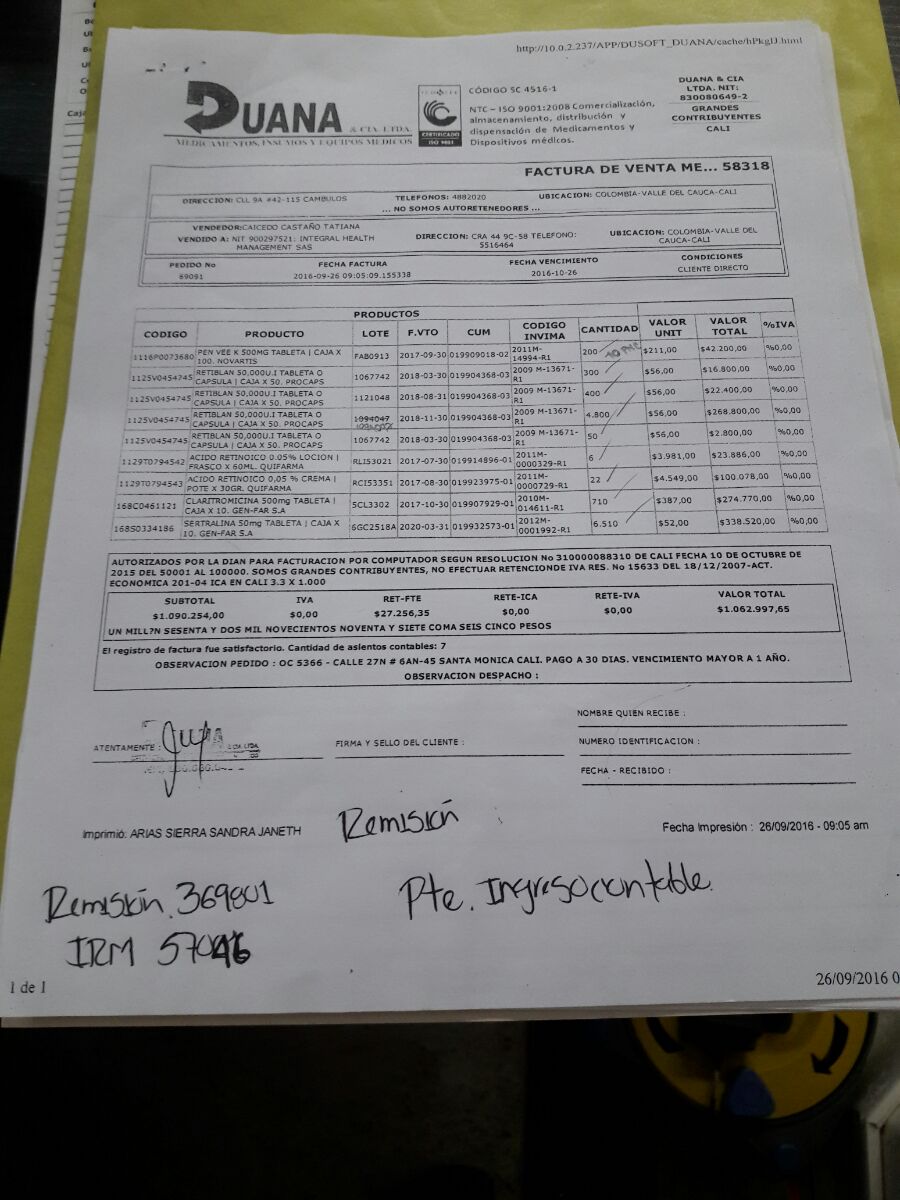 http://10.0.2.237/APP/DUSOFT_DUANA/cache/hPkglJ.html
DUANA & CIA. LTDA.
MEDICAMENTOS, INSUMOS Y EQUIPOS MEDICOS
CERTIFICADO
ISO 9001
CÓDIGO SC 4516-1
NTC - ISO 9001:2008 Comercialización,
almacenamiento, distribución y
dispensación de Medicamentos y
Dispositivos médicos.
DUANA & CIA
LTDA. NIT:
830080649-2
GRANDES
CONTRIBUYENTES
CALI
FACTURA DE VENTA ME... 58318
DIRECCION: CLL 9A #42-115 CAMBULOS TELEFONOS: 4882020 UBICACION: COLOMBIA-VALLE DEL CAUCA-CALI
... NO SOMOS AUTORETENEDORES ...
VENDEDOR:CAICEDO CASTAÑO TATIANA
VENDIDO A: NIT 900297521: INTEGRAL HEALTH MANAGEMENT SAS
DIRECCION: CRA 44 9C-58 TELEFONO: 5516464
UBICACION: COLOMBIA-VALLE DEL CAUCA-CALI
PEDIDO No FECHA FACTURA FECHA VENCIMIENTO CONDICIONES
89091 2016-09-26 09:05:09.155338 2016-10-26 CLIENTE DIRECTO
PRODUCTOS
CODIGO PRODUCTO LOTE F.VTO CUM CODIGO INVIMA CANTIDAD VALOR UNIT VALOR TOTAL %IVA
1116P0073680 PEN VEE K 500MG TABLETA | CAJA X 100. NOVARTIS FAB0913 2017-09-30 019909018-02 2011M-14994-R1 200 $211,00 $42.200,00 %0,00
1125V0454745 RETIBLAN 50,000U.I TABLETA O CAPSULA | CAJA X 50. PROCAPS 1067742 2018-03-30 019904368-03 2009 M-13671-R1 300 $56,00 $16.800,00 %0,00
1125V0454745 RETIBLAN 50,000U.I TABLETA O CAPSULA | CAJA X 50. PROCAPS 1121048 2018-08-31 019904368-03 2009 M-13671-R1 400 $56,00 $22.400,00 %0,00
1125V0454745 RETIBLAN 50,000U.I TABLETA O CAPSULA | CAJA X 50. PROCAPS 1094047 2018-11-30 019904368-03 2009 M-13671-R1 4.800 $56,00 $268.800,00 %0,00
1125V0454745 RETIBLAN 50,000U.I TABLETA O CAPSULA | CAJA X 50. PROCAPS 1067742 2018-03-30 019904368-03 2009 M-13671-R1 50 $56,00 $2.800,00 %0,00
1129T0794542 ACIDO RETINOICO 0.05% LOCION | FRASCO X 60ML. QUIFARMA RLI53021 2017-07-30 019914896-01 2011M-0000329-R1 6 $3.981,00 $23.886,00 %0,00
1129T0794543 ACIDO RETINOICO 0,05 % CREMA | POTE X 30GR. QUIFARMA RCI53351 2017-08-30 019923975-01 2011M-0000729-R1 22 $4.549,00 $100.078,00 %0,00
168C0461121 CLARITROMICINA 500mg TABLETA | CAJA X 10. GEN-FAR S.A 5CL3302 2017-10-30 019907929-01 2010M-014611-R1 710 $387,00 $274.770,00 %0,00
168S0334186 SERTRALINA 50mg TABLETA | CAJA X 10. GEN-FAR S.A 6GC2518A 2020-03-31 019932573-01 2012M-0001992-R1 6.510 $52,00 $338.520,00 %0,00
AUTORIZADOS POR LA DIAN PARA FACTURACION POR COMPUTADOR SEGUN RESOLUCION No 310000088310 DE CALI FECHA 10 DE OCTUBRE DE
2015 DEL 50001 AL 100000. SOMOS GRANDES CONTRIBUYENTES, NO EFECTUAR RETENCIONDE IVA RES. No 15633 DEL 18/12/2007-ACT.
ECONOMICA 201-04 ICA EN CALI 3.3 X 1.000
SUBTOTAL IVA RET-FTE RETE-ICA RETE-IVA VALOR TOTAL
$1.090.254,00 $0,00 $27.256,35 $0,00 $0,00 $1.062.997,65
UN MILL?N SESENTA Y DOS MIL NOVECIENTOS NOVENTA Y SIETE COMA SEIS CINCO PESOS
El registro de factura fue satisfactorio. Cantidad de asientos contables: 7
OBSERVACION PEDIDO : OC 5366 - CALLE 27N # 6AN-45 SANTA MONICA CALI. PAGO A 30 DIAS. VENCIMIENTO MAYOR A 1 AÑO.
OBSERVACION DESPACHO :
ATENTAMENTE :
FIRMA Y SELLO DEL CLIENTE :
NOMBRE QUIEN RECIBE :
NUMERO IDENTIFICACION :
FECHA - RECIBIDO :
Imprimió: ARIAS SIERRA SANDRA JANETH
Remisión
Fecha Impresión : 26/09/2016 - 09:05 am
Remisión. 369801
Pte. Ingreso contable.
IRM 57046
1 de 1
26/09/2016 0